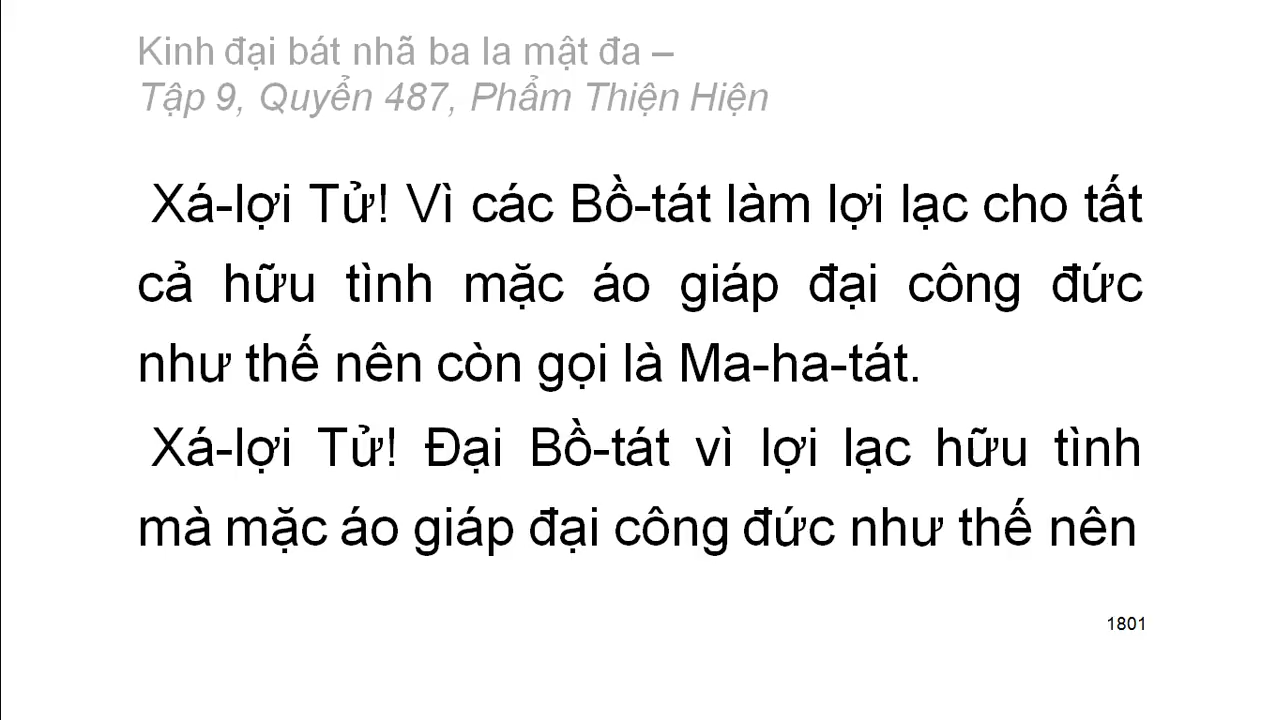 Kinh đại bát nhã ba la mật đa –
Tập 9, Quyển 487, Phẩm Thiện Hiện
Xá-lợi Tử! Vì các Bồ-tát làm lợi lạc cho tất
cả hữu tình mặc áo giáp đại công đức
như thế nên còn gọi là Ma-ha-tát.
Xá-lợi Tử! Đại Bồ-tát vì lợi lạc hữu tình
mà mặc áo giáp đại công đức như thế nên
1801